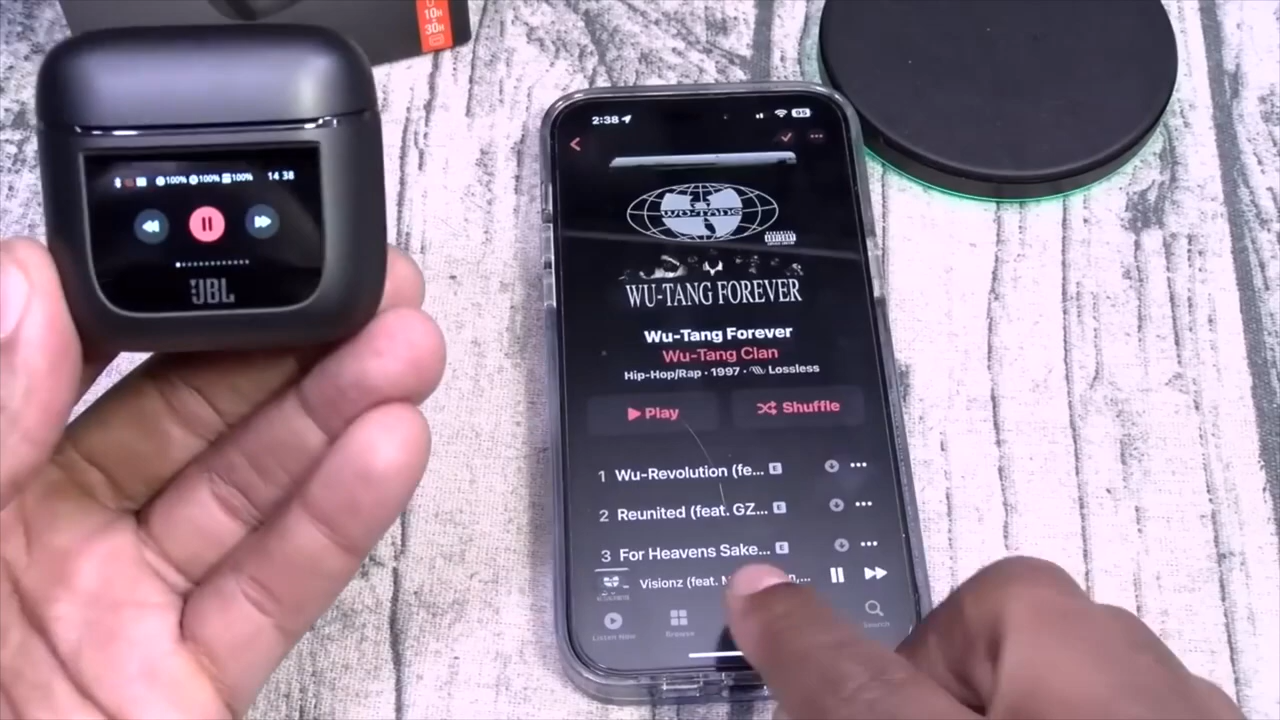 10H
30H
100% 100% 100% 14 38
JBL
2:38 95
WU-TANG
PARENTAL
ADVISORY
WU-TANG FOREVER
Wu-Tang Forever
Wu-Tang Clan
Hip-Hop/Rap · 1997 · Lossless
Play Shuffle
1 Wu-Revolution (fe... E
2 Reunited (feat. GZ... E
3 For Heavens Sake... E
Visionz (feat.
Listen Now Browse Search